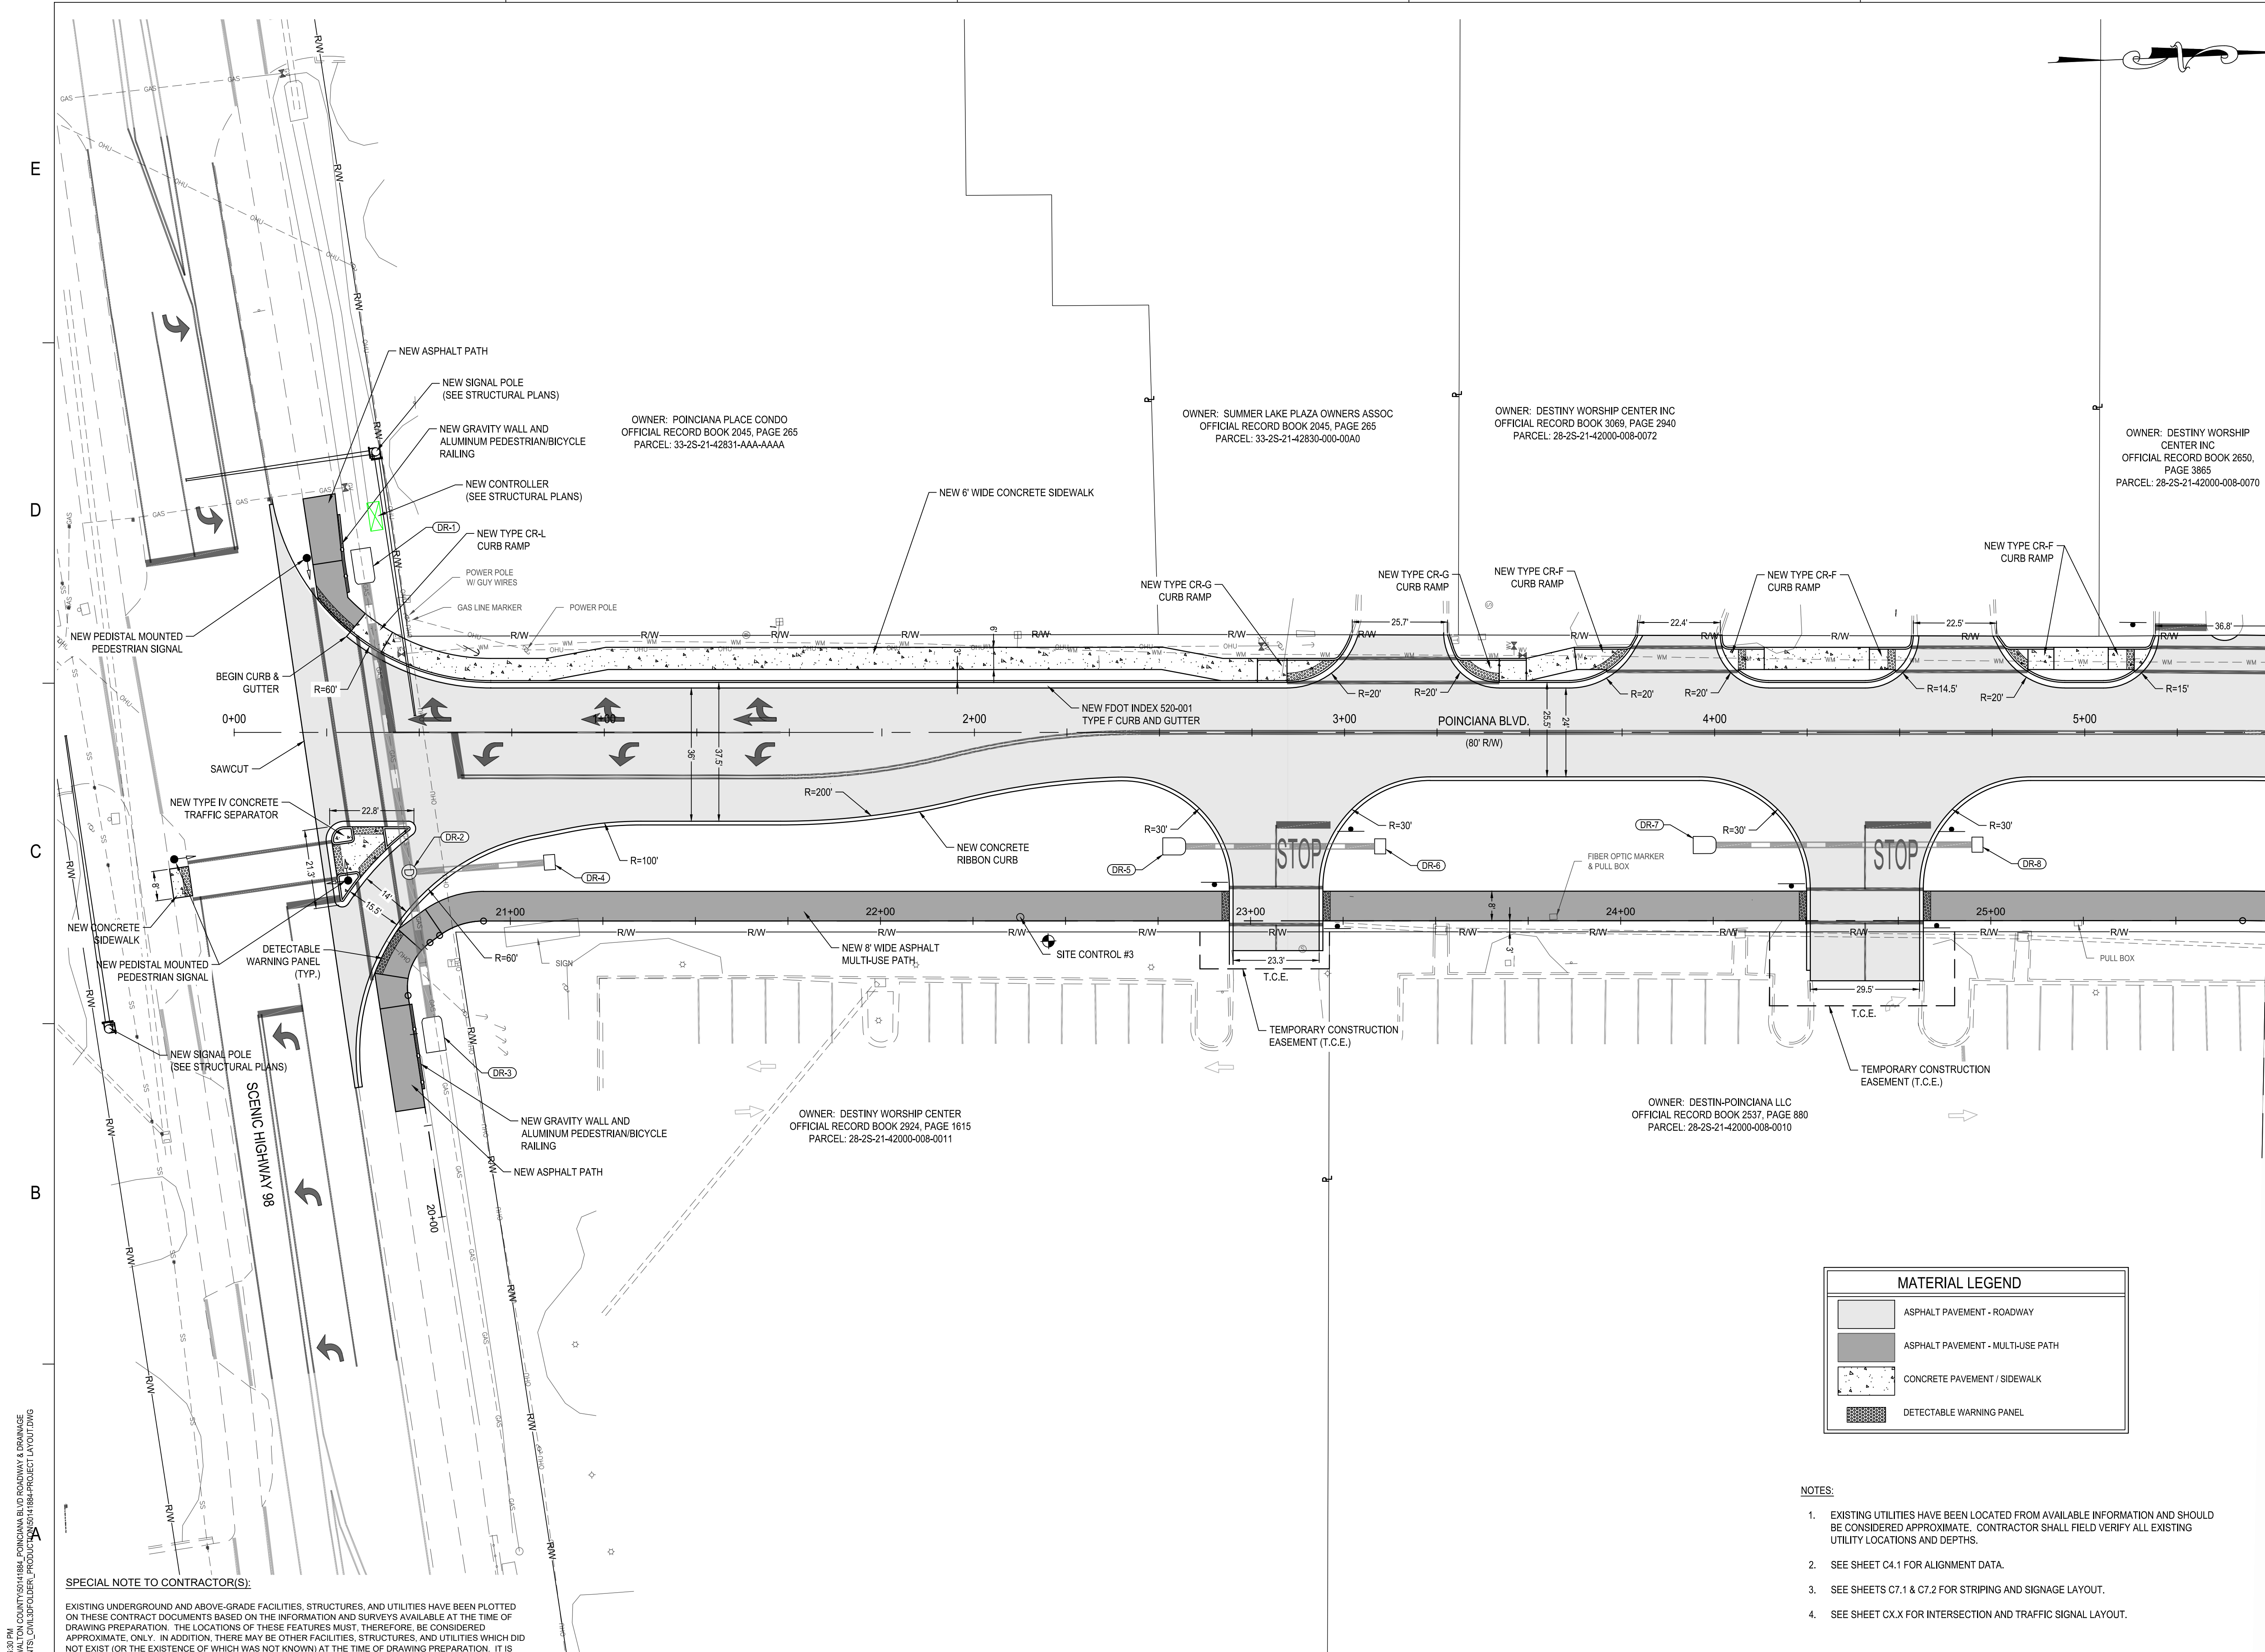 E
D
C
B
A
NEW ASPHALT PATH
NEW SIGNAL POLE
(SEE STRUCTURAL PLANS)
NEW GRAVITY WALL AND
ALUMINUM PEDESTRIAN/BICYCLE
RAILING
NEW CONTROLLER
(SEE STRUCTURAL PLANS)
DR-1
NEW TYPE CR-L
CURB RAMP
POWER POLE
W/ GUY WIRES
GAS LINE MARKER
POWER POLE
NEW PEDISTAL MOUNTED
PEDESTRIAN SIGNAL
BEGIN CURB &
GUTTER
R=60'
OWNER: POINCIANA PLACE CONDO
OFFICIAL RECORD BOOK 2045, PAGE 265
PARCEL: 33-2S-21-42831-AAA-AAAA
NEW 6' WIDE CONCRETE SIDEWALK
OWNER: SUMMER LAKE PLAZA OWNERS ASSOC
OFFICIAL RECORD BOOK 2045, PAGE 265
PARCEL: 33-2S-21-42830-000-00A0
OWNER: DESTINY WORSHIP CENTER INC
OFFICIAL RECORD BOOK 3069, PAGE 2940
PARCEL: 28-2S-21-42000-008-0072
OWNER: DESTINY WORSHIP
CENTER INC
OFFICIAL RECORD BOOK 2650,
PAGE 3865
PARCEL: 28-2S-21-42000-008-0070
NEW TYPE CR-G
CURB RAMP
NEW TYPE CR-G
CURB RAMP
NEW TYPE CR-F
CURB RAMP
NEW TYPE CR-F
CURB RAMP
NEW TYPE CR-F
CURB RAMP
25.7'
22.4'
22.5'
36.8'
6'
3'
R=20'
R=20'
R=20'
R=20'
R=14.5'
R=20'
R=15'
NEW FDOT INDEX 520-001
TYPE F CURB AND GUTTER
0+00
1+00
2+00
3+00
POINCIANA BLVD.
(80' R/W)
4+00
5+00
36'
37.5'
25.5'
24'
SAWCUT
NEW TYPE IV CONCRETE
TRAFFIC SEPARATOR
22.8'
21.3'
8'
14'
15.5'
DR-2
DR-4
R=100'
R=200'
NEW CONCRETE
RIBBON CURB
R=30'
R=30'
R=30'
R=30'
STOP
STOP
DR-5
DR-6
DR-7
DR-8
FIBER OPTIC MARKER
& PULL BOX
NEW CONCRETE
SIDEWALK
NEW PEDISTAL MOUNTED
PEDESTRIAN SIGNAL
DETECTABLE
WARNING PANEL
(TYP.)
R=60'
SIGN
21+00
22+00
23+00
24+00
25+00
NEW 8' WIDE ASPHALT
MULTI-USE PATH
SITE CONTROL #3
8'
3'
23.3'
T.C.E.
29.5'
T.C.E.
PULL BOX
TEMPORARY CONSTRUCTION
EASEMENT (T.C.E.)
TEMPORARY CONSTRUCTION
EASEMENT (T.C.E.)
NEW SIGNAL POLE
(SEE STRUCTURAL PLANS)
SCENIC HIGHWAY 98
DR-3
NEW GRAVITY WALL AND
ALUMINUM PEDESTRIAN/BICYCLE
RAILING
NEW ASPHALT PATH
20+00
OWNER: DESTINY WORSHIP CENTER
OFFICIAL RECORD BOOK 2924, PAGE 1615
PARCEL: 28-2S-21-42000-008-0011
OWNER: DESTIN-POINCIANA LLC
OFFICIAL RECORD BOOK 2537, PAGE 880
PARCEL: 28-2S-21-42000-008-0010
MATERIAL LEGEND
ASPHALT PAVEMENT - ROADWAY
ASPHALT PAVEMENT - MULTI-USE PATH
CONCRETE PAVEMENT / SIDEWALK
DETECTABLE WARNING PANEL
NOTES:
1. EXISTING UTILITIES HAVE BEEN LOCATED FROM AVAILABLE INFORMATION AND SHOULD
BE CONSIDERED APPROXIMATE. CONTRACTOR SHALL FIELD VERIFY ALL EXISTING
UTILITY LOCATIONS AND DEPTHS.
2. SEE SHEET C4.1 FOR ALIGNMENT DATA.
3. SEE SHEETS C7.1 & C7.2 FOR STRIPING AND SIGNAGE LAYOUT.
4. SEE SHEET CX.X FOR INTERSECTION AND TRAFFIC SIGNAL LAYOUT.
SPECIAL NOTE TO CONTRACTOR(S):
EXISTING UNDERGROUND AND ABOVE-GRADE FACILITIES, STRUCTURES, AND UTILITIES HAVE BEEN PLOTTED
ON THESE CONTRACT DOCUMENTS BASED ON THE INFORMATION AND SURVEYS AVAILABLE AT THE TIME OF
DRAWING PREPARATION. THE LOCATIONS OF THESE FEATURES MUST, THEREFORE, BE CONSIDERED
APPROXIMATE, ONLY. IN ADDITION, THERE MAY BE OTHER FACILITIES, STRUCTURES, AND UTILITIES WHICH DID
NOT EXIST (OR THE EXISTENCE OF WHICH WAS NOT KNOWN) AT THE TIME OF DRAWING PREPARATION. IT IS